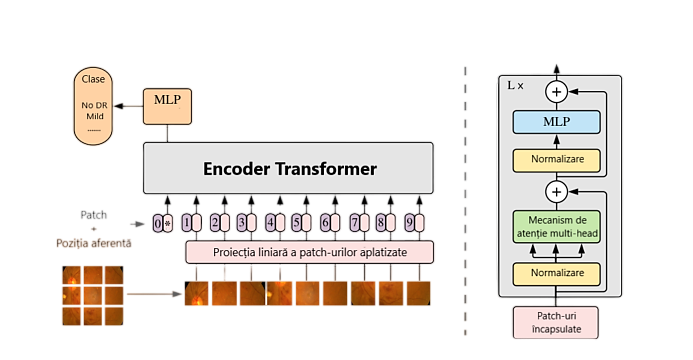 Clase
No DR
Mild
......
MLP
Encoder Transformer
Patch
+
Poziția aferentă
0 * 1 2 3 4 5 6 7 8 9
Proiecția liniară a patch-urilor aplatizate
L x
+
MLP
Normalizare
+
Mecanism de
atenție multi-head
Normalizare
Patch-uri
încapsulate